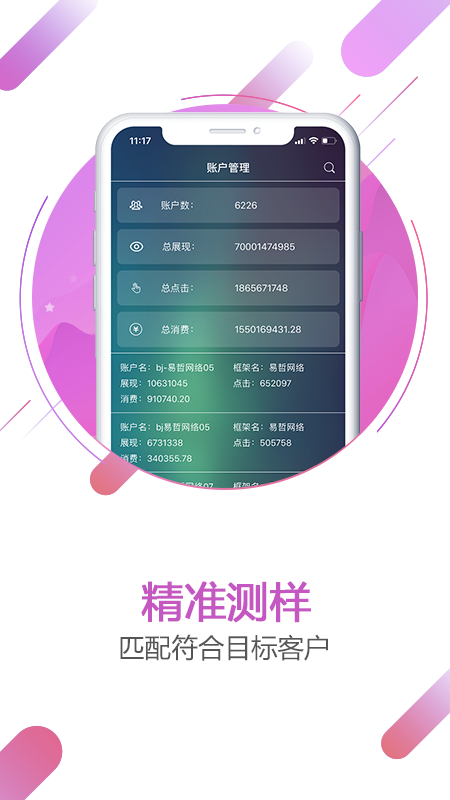 11:17
账户管理
账户数： 6226
总展现： 70001474985
总点击： 1865671748
总消费： 1550169431.28
账户名：bj-易哲网络05 框架名：易哲网络
展现：10631045 点击：652097
消费：910740.20
账户名：bj易哲网络05 框架名：易哲网络
展现：6731338 点击：505758
消费：340355.78
精准测样
匹配符合目标客户